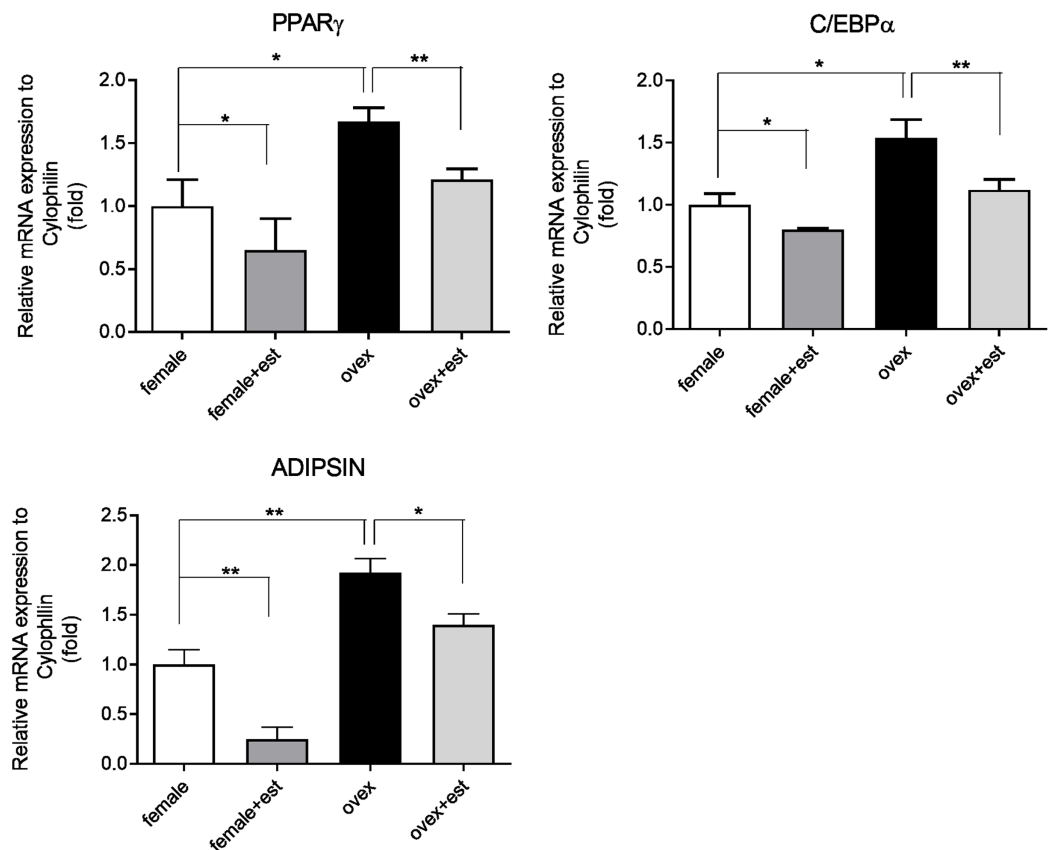 PPARγ
Relative mRNA expression to
Cylophilin
(fold)
2.0
1.5
1.0
0.5
0.0
*
**
*
female
female+est
ovex
ovex+est
C/EBPα
Relative mRNA expression to
Cylophilin
(fold)
2.0
1.5
1.0
0.5
0.0
*
**
*
female
female+est
ovex
ovex+est
ADIPSIN
Relative mRNA expression to
Cylophilin
(fold)
2.5
2.0
1.5
1.0
0.5
0.0
**
*
**
female
female+est
ovex
ovex+est